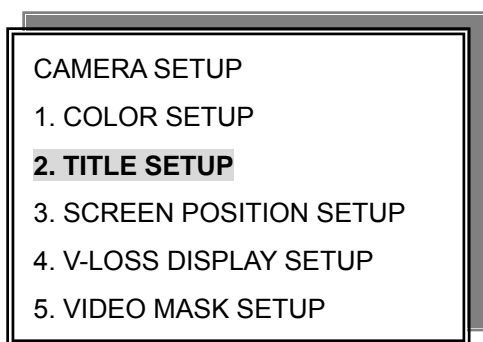 CAMERA SETUP
1. COLOR SETUP
2. TITLE SETUP
3. SCREEN POSITION SETUP
4. V-LOSS DISPLAY SETUP
5. VIDEO MASK SETUP